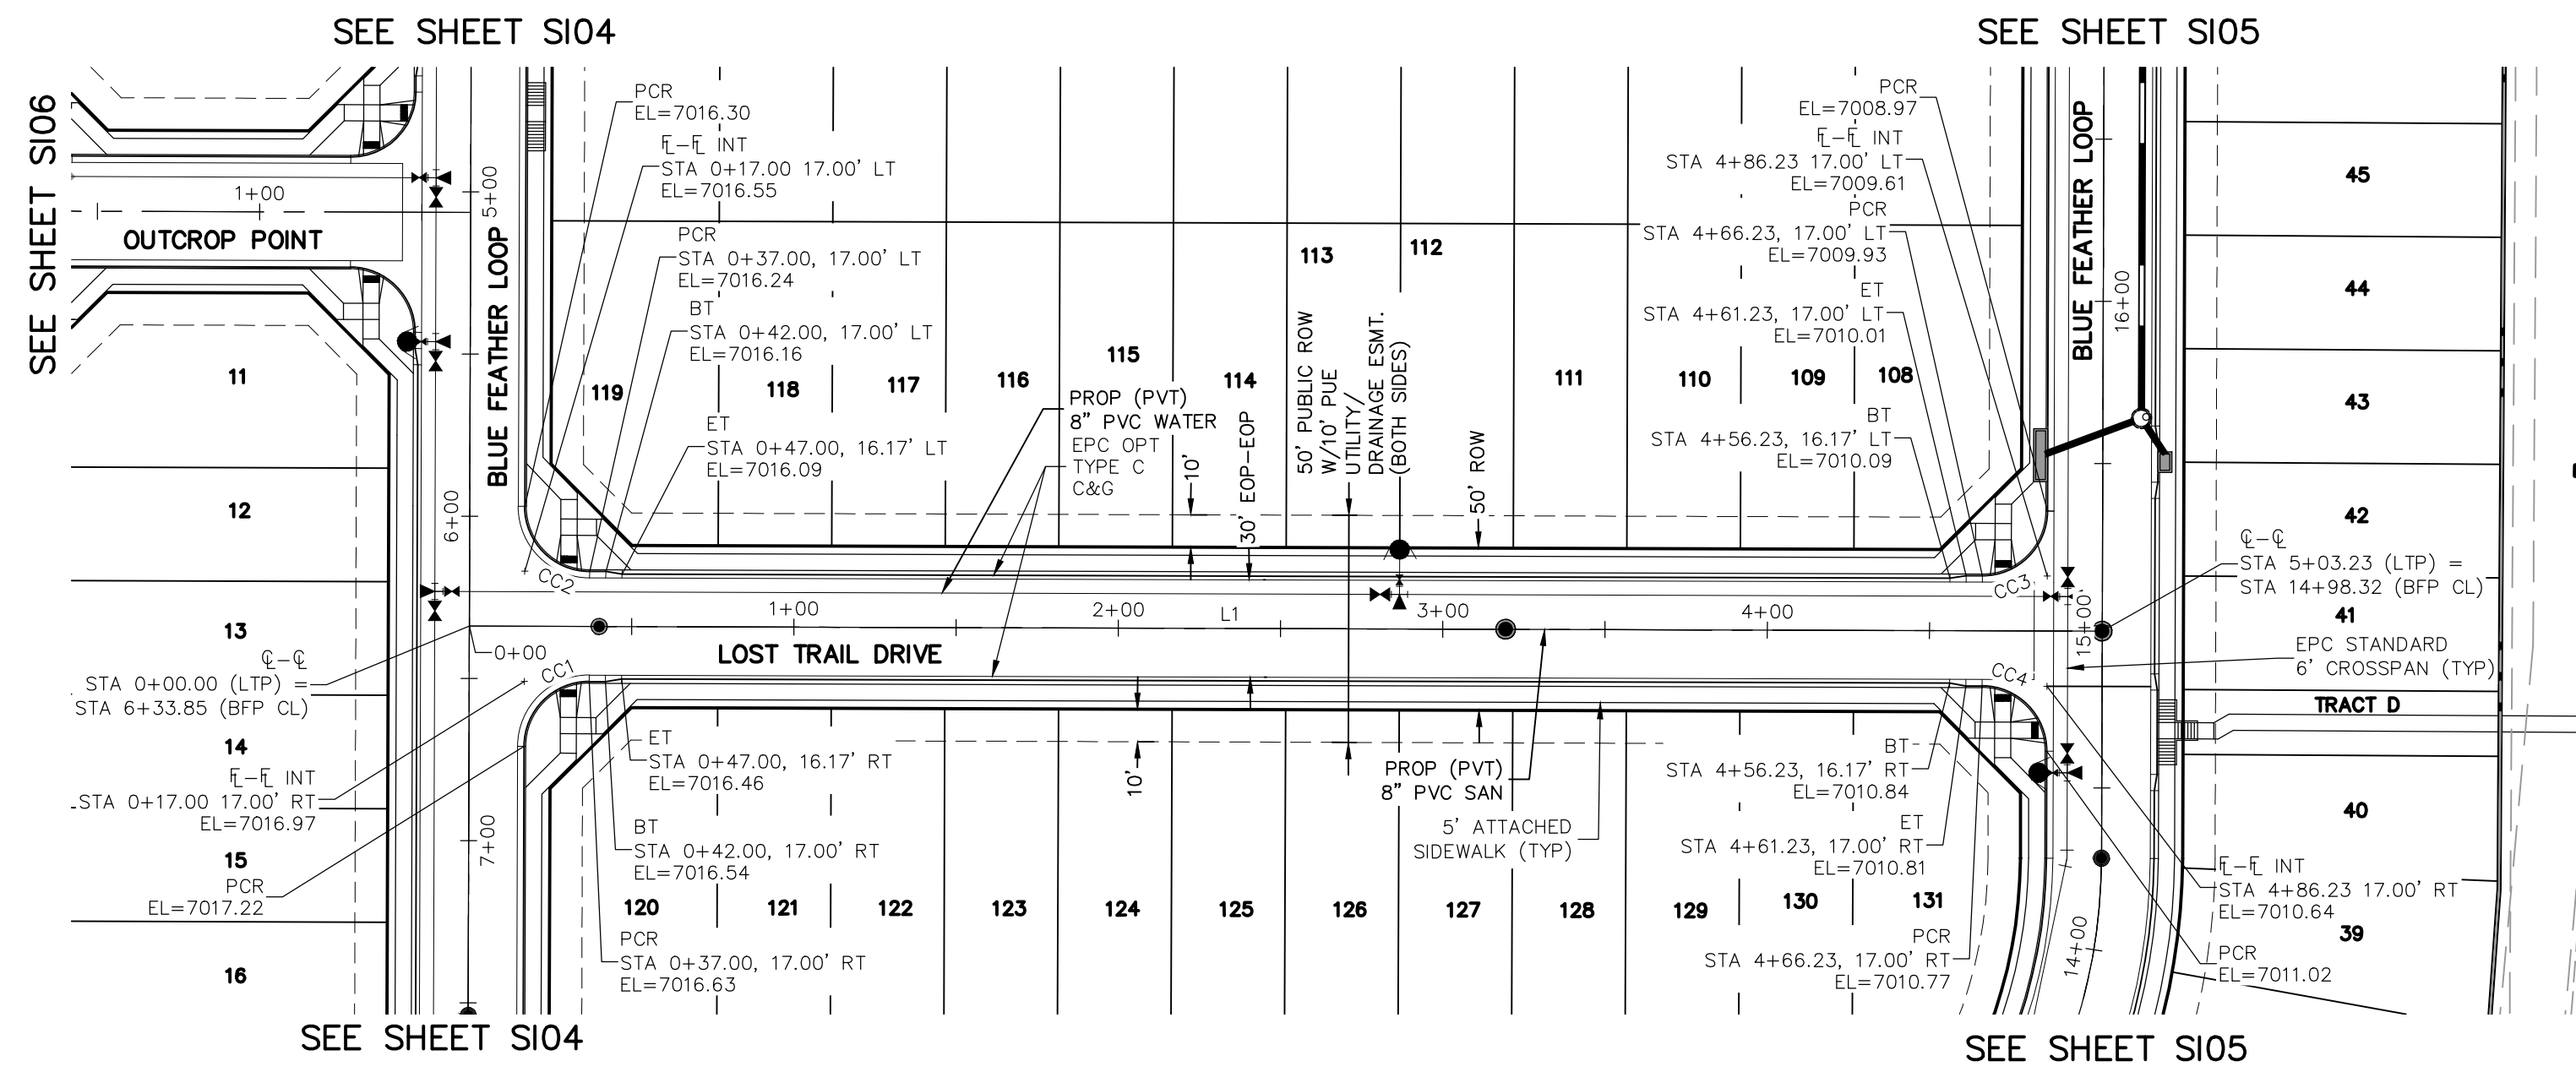 SEE SHEET SI04
SEE SHEET SI05
SEE SHEET SI06
1+00
OUTCROP POINT
5+00
BLUE FEATHER LOOP
6+00
7+00
PCR
EL=7016.30
FL-FL INT
STA 0+17.00 17.00' LT
EL=7016.55
PCR
STA 0+37.00, 17.00' LT
EL=7016.24
BT
STA 0+42.00, 17.00' LT
EL=7016.16
ET
STA 0+47.00, 16.17' LT
EL=7016.09
119
118
117
116
115
114
113
112
111
110
109
108
PROP (PVT)
8" PVC WATER
EPC OPT
TYPE C
C&G
10'
30' EOP-EOP
50' PUBLIC ROW
W/10' PUE
UTILITY/
DRAINAGE ESMT.
(BOTH SIDES)
50' ROW
PCR
EL=7008.97
FL-FL INT
STA 4+86.23 17.00' LT
EL=7009.61
PCR
STA 4+66.23, 17.00' LT
EL=7009.93
ET
STA 4+61.23, 17.00' LT
EL=7010.01
BT
STA 4+56.23, 16.17' LT
EL=7010.09
BLUE FEATHER LOOP
16+00
15+00
14+00
45
44
43
42
41
40
39
CL-CL
STA 5+03.23 (LTP) =
STA 14+98.32 (BFP CL)
EPC STANDARD
6' CROSSPAN (TYP)
TRACT D
11
12
13
14
15
16
CC2
CC3
CC1
CC4
0+00
1+00
2+00
L1
3+00
4+00
LOST TRAIL DRIVE
CL-CL
STA 0+00.00 (LTP) =
STA 6+33.85 (BFP CL)
FL-FL INT
STA 0+17.00 17.00' RT
EL=7016.97
PCR
EL=7017.22
ET
STA 0+47.00, 16.17' RT
EL=7016.46
BT
STA 0+42.00, 17.00' RT
EL=7016.54
PCR
STA 0+37.00, 17.00' RT
EL=7016.63
10'
PROP (PVT)
8" PVC SAN
5' ATTACHED
SIDEWALK (TYP)
BT
STA 4+56.23, 16.17' RT
EL=7010.84
ET
STA 4+61.23, 17.00' RT
EL=7010.81
PCR
STA 4+66.23, 17.00' RT
EL=7010.77
FL-FL INT
STA 4+86.23 17.00' RT
EL=7010.64
PCR
EL=7011.02
120
121
122
123
124
125
126
127
128
129
130
131
SEE SHEET SI04
SEE SHEET SI05